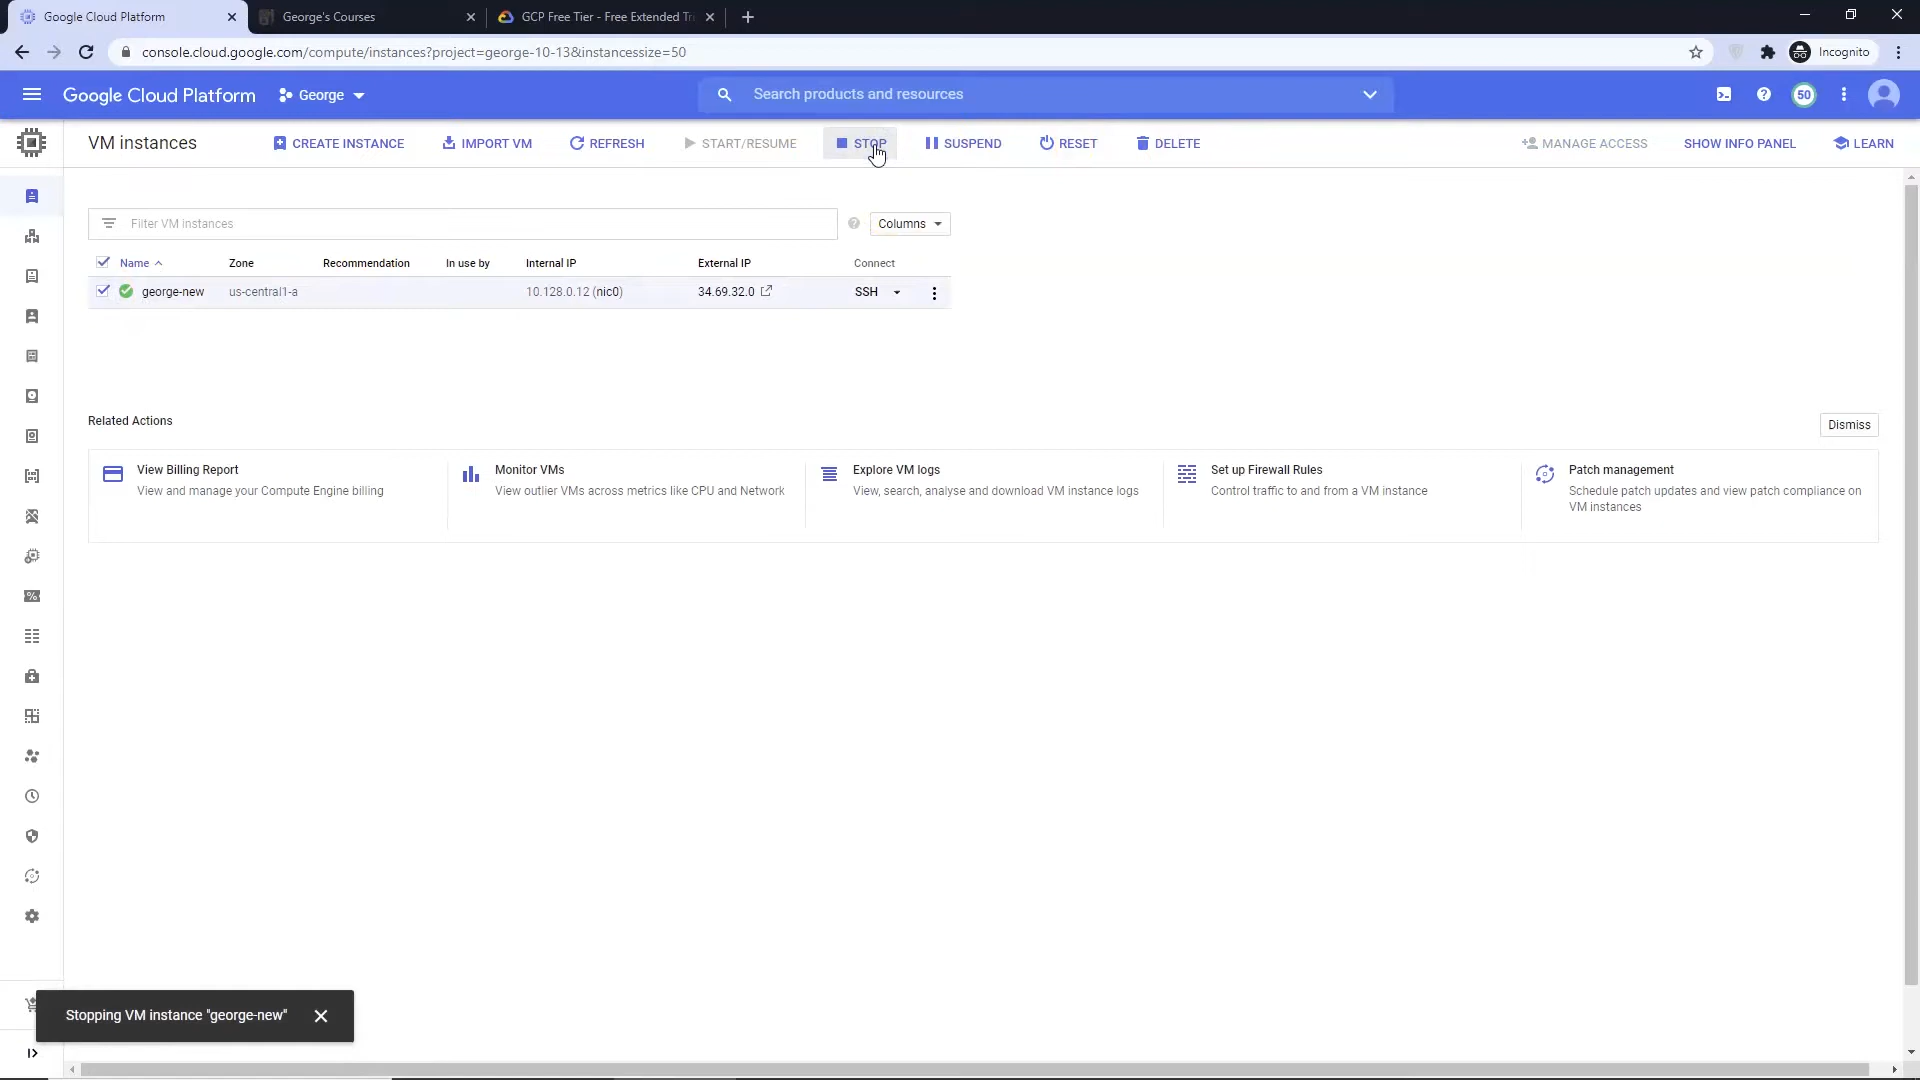 Google Cloud Platform
George's Courses
GCP Free Tier - Free Extended Tri
console.cloud.google.com/compute/instances?project=george-10-13&instancessize=50
Incognito
Google Cloud Platform
George
Search products and resources
50
VM instances
CREATE INSTANCE
IMPORT VM
REFRESH
START/RESUME
STOP
SUSPEND
RESET
DELETE
MANAGE ACCESS
SHOW INFO PANEL
LEARN
Filter VM instances
Columns
Name
Zone
Recommendation
In use by
Internal IP
External IP
Connect
george-new
us-central1-a
10.128.0.12 (nic0)
34.69.32.0
SSH
Related Actions
Dismiss
View Billing Report
View and manage your Compute Engine billing
Monitor VMs
View outlier VMs across metrics like CPU and Network
Explore VM logs
View, search, analyse and download VM instance logs
Set up Firewall Rules
Control traffic to and from a VM instance
Patch management
Schedule patch updates and view patch compliance on
VM instances
Stopping VM instance "george-new"